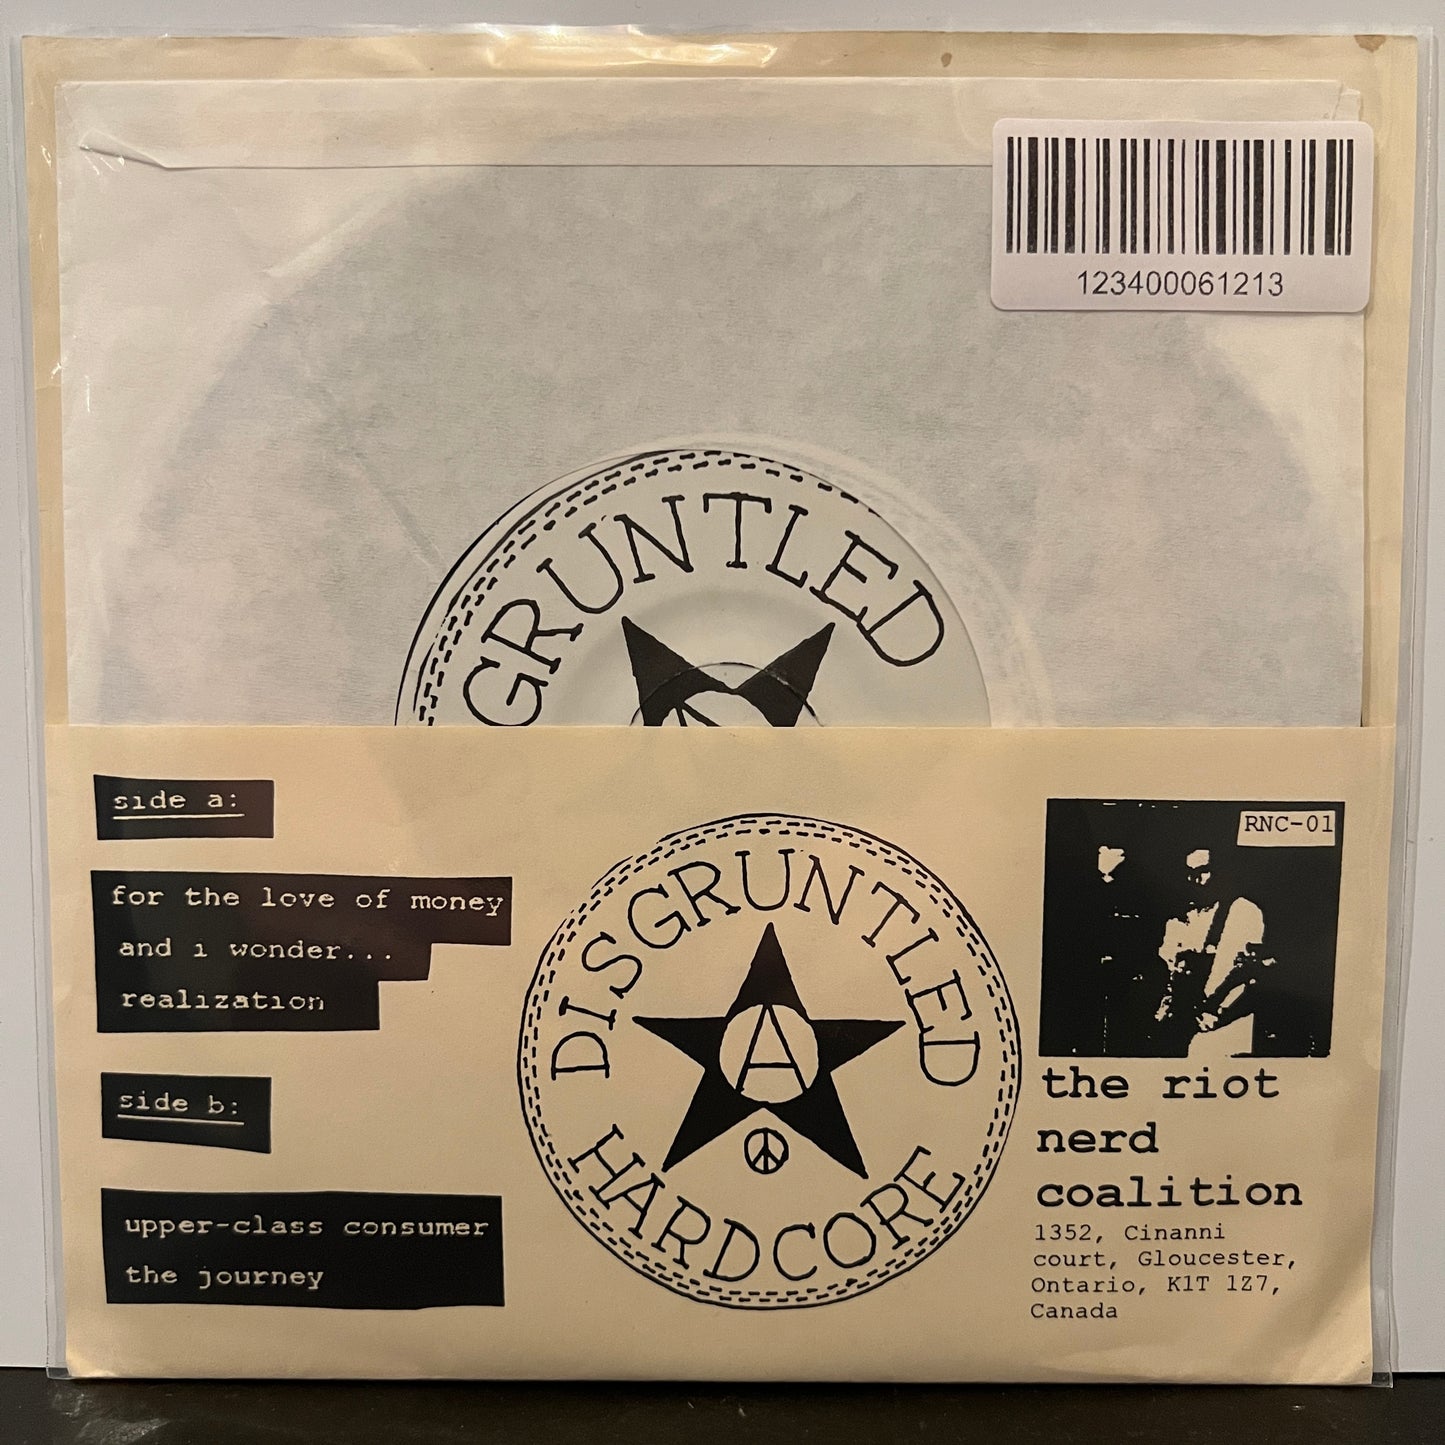 123400061213
GRUNTLED
A
side a:
for the love of money
and i wonder...
realization
side b:
upper-class consumer
the journey
DISGRUNTLED
A
HARDCORE
RNC-01
the riot
nerd
coalition
1352, Cinanni
court, Gloucester,
Ontario, K1T 1Z7,
Canada